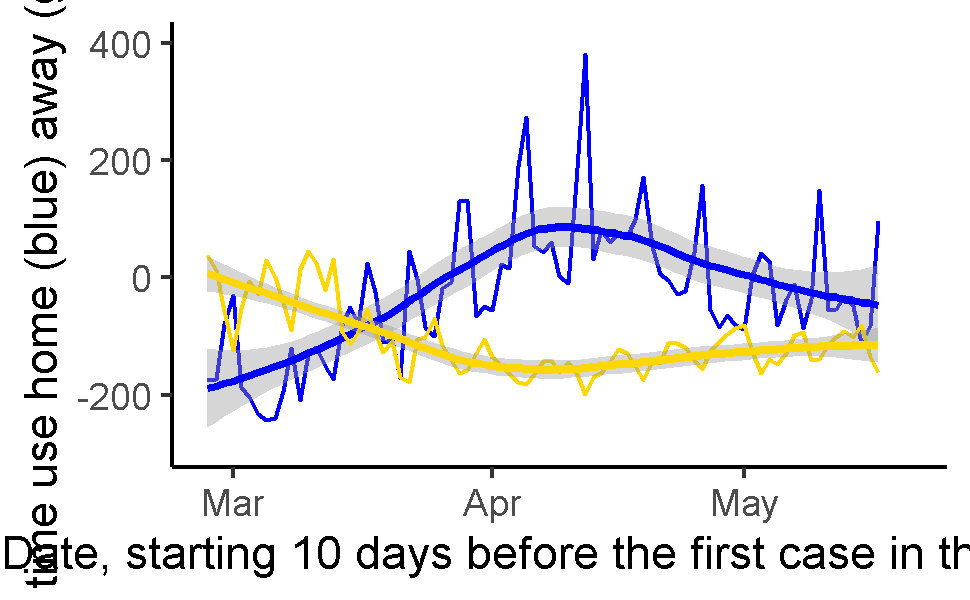 time use home (blue) away (
400
200
0
-200
Mar Apr May
Date, starting 10 days before the first case in th